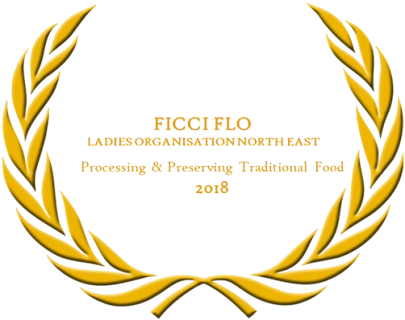 FICCI FLO
LADIES ORGANISATION NORTH EAST
Processing & Preserving Traditional Food
2018